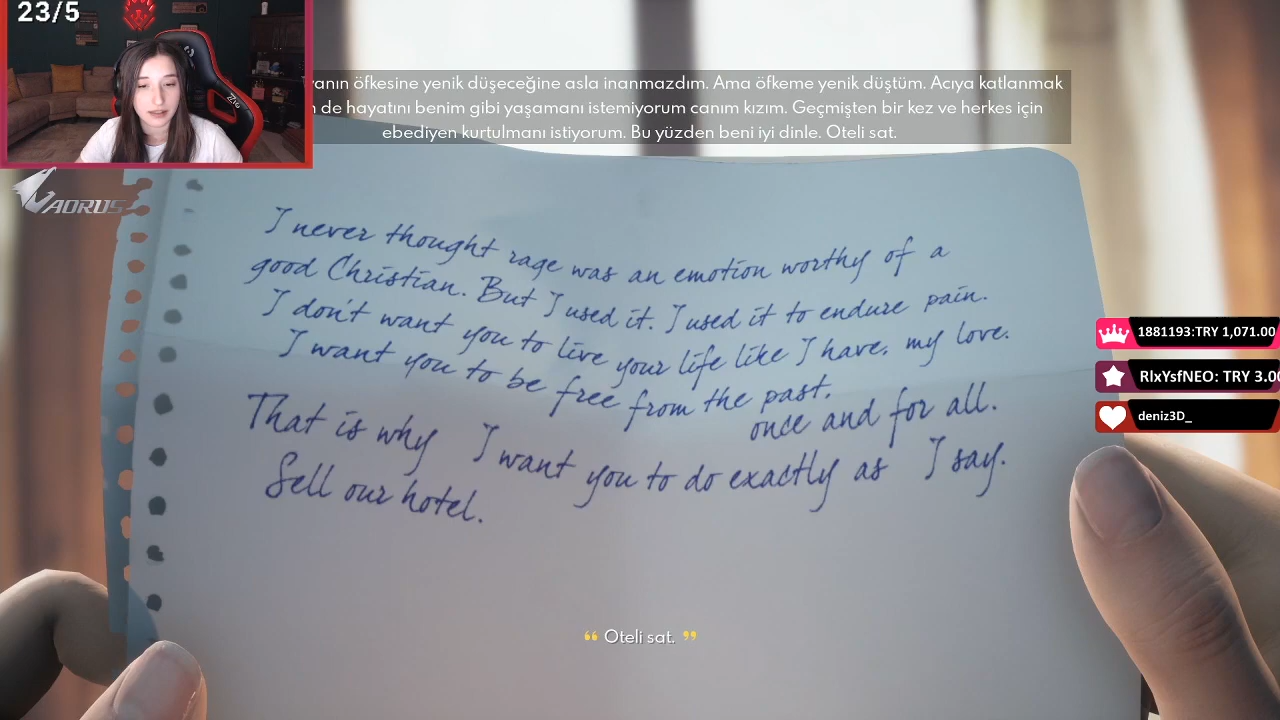 23/5
öfkesine yenik düşeceğine asla inanmazdım. Ama öfkeme yenik düştüm. Acıya katlanmak
de hayatını benim gibi yaşamanı istemiyorum canım kızım. Geçmişten bir kez ve herkes için
ebediyen kurtulmanı istiyorum. Bu yüzden beni iyi dinle. Oteli sat.
AORUS
I never thought rage was an emotion worthy of a
good Christian. But I used it. I used it to endure pain.
I don't want you to live your life like I have, my love.
I want you to be free from the past.
once and for all.
That is why I want you to do exactly as I say.
Sell our hotel.
1881193:TRY 1,071.00
RlxYsfNEO: TRY 3.00
deniz3D_
“ Oteli sat. ”